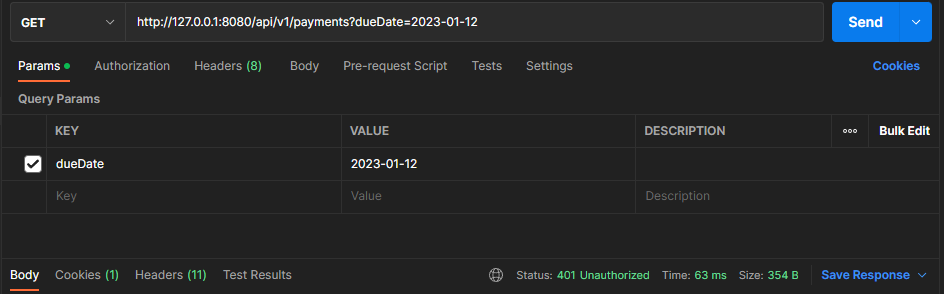 GET http://127.0.0.1:8080/api/v1/payments?dueDate=2023-01-12 Send
Params Authorization Headers (8) Body Pre-request Script Tests Settings Cookies
Query Params
KEY VALUE DESCRIPTION Bulk Edit
dueDate 2023-01-12
Key Value Description
Body Cookies (1) Headers (11) Test Results Status: 401 Unauthorized Time: 63 ms Size: 354 B Save Response